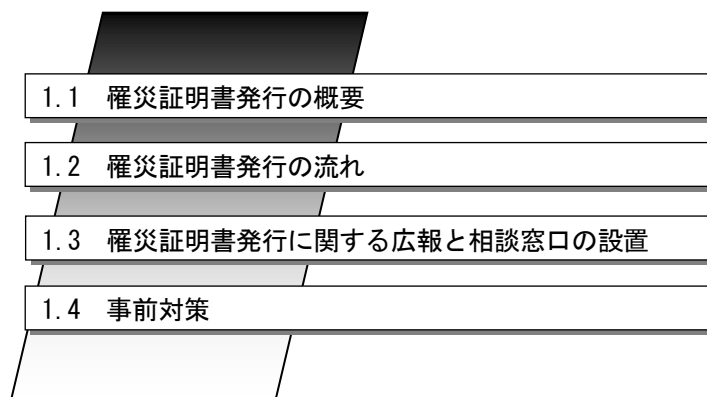 1.1 罹災証明書発行の概要
1.2 罹災証明書発行の流れ
1.3 罹災証明書発行に関する広報と相談窓口の設置
1.4 事前対策